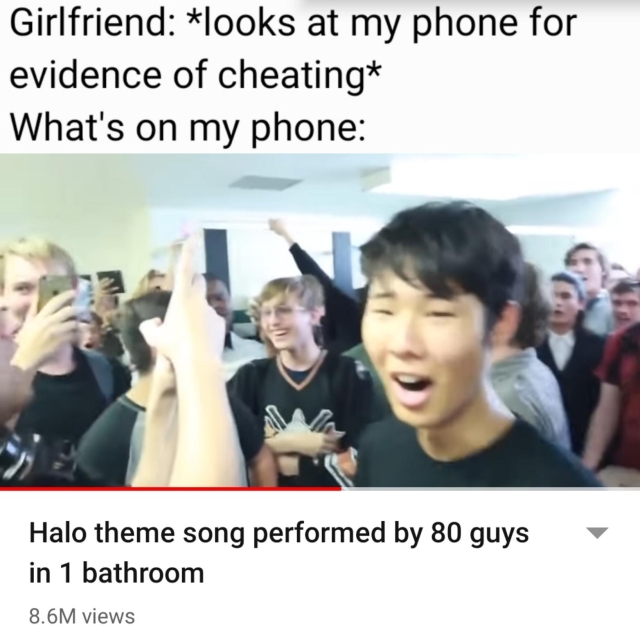 Girlfriend: *looks at my phone for
evidence of cheating*
What's on my phone:
Halo theme song performed by 80 guys
in 1 bathroom
8.6M views